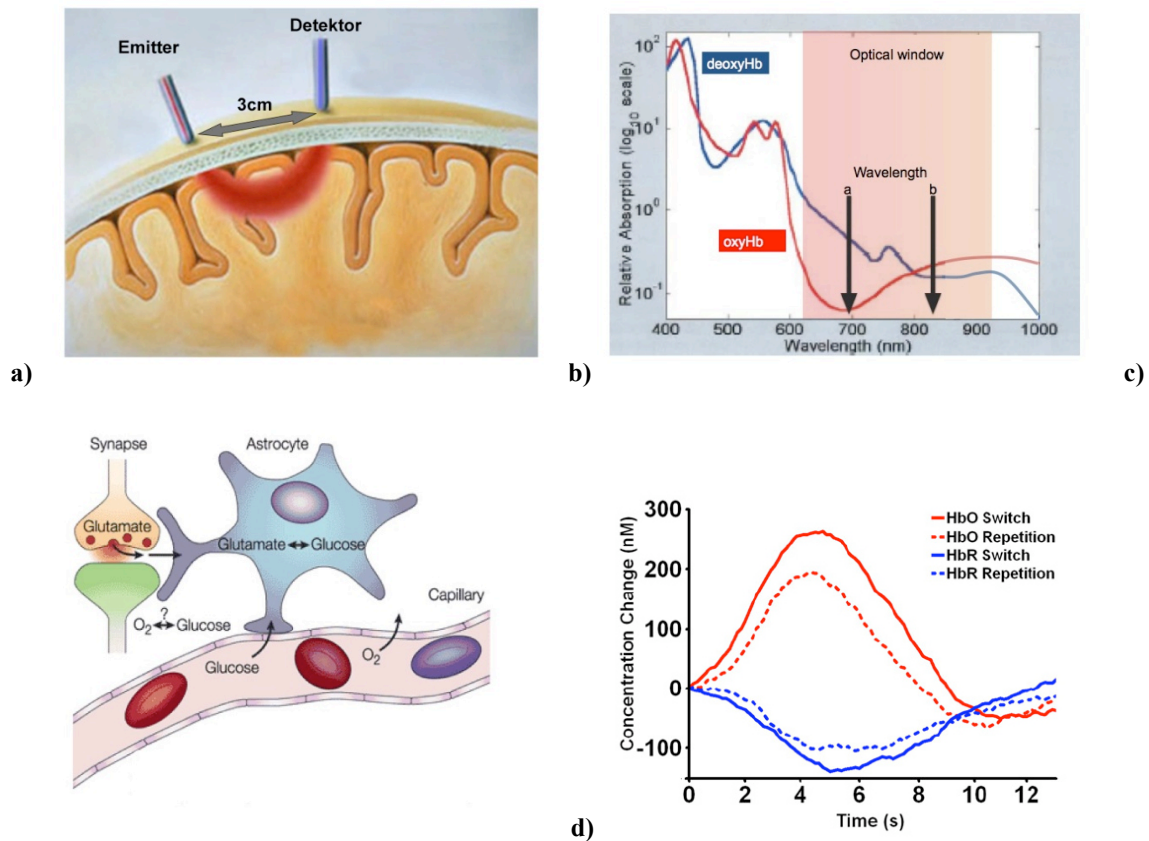 Emitter
Detektor
3cm
a)
deoxyHb
oxyHb
Optical window
Wavelength
a
b
Relative Absorption (log10 scale)
10²
10¹
10⁰
10⁻¹
400 500 600 700 800 900 1000
Wavelength (nm)
b)
c)
Synapse
Astrocyte
Glutamate
Glutamate Glucose
Capillary
?
O₂ Glucose
Glucose
O₂
d)
HbO Switch
HbO Repetition
HbR Switch
HbR Repetition
Concentration Change (nM)
300
200
100
0
-100
0 2 4 6 8 10 12
Time (s)